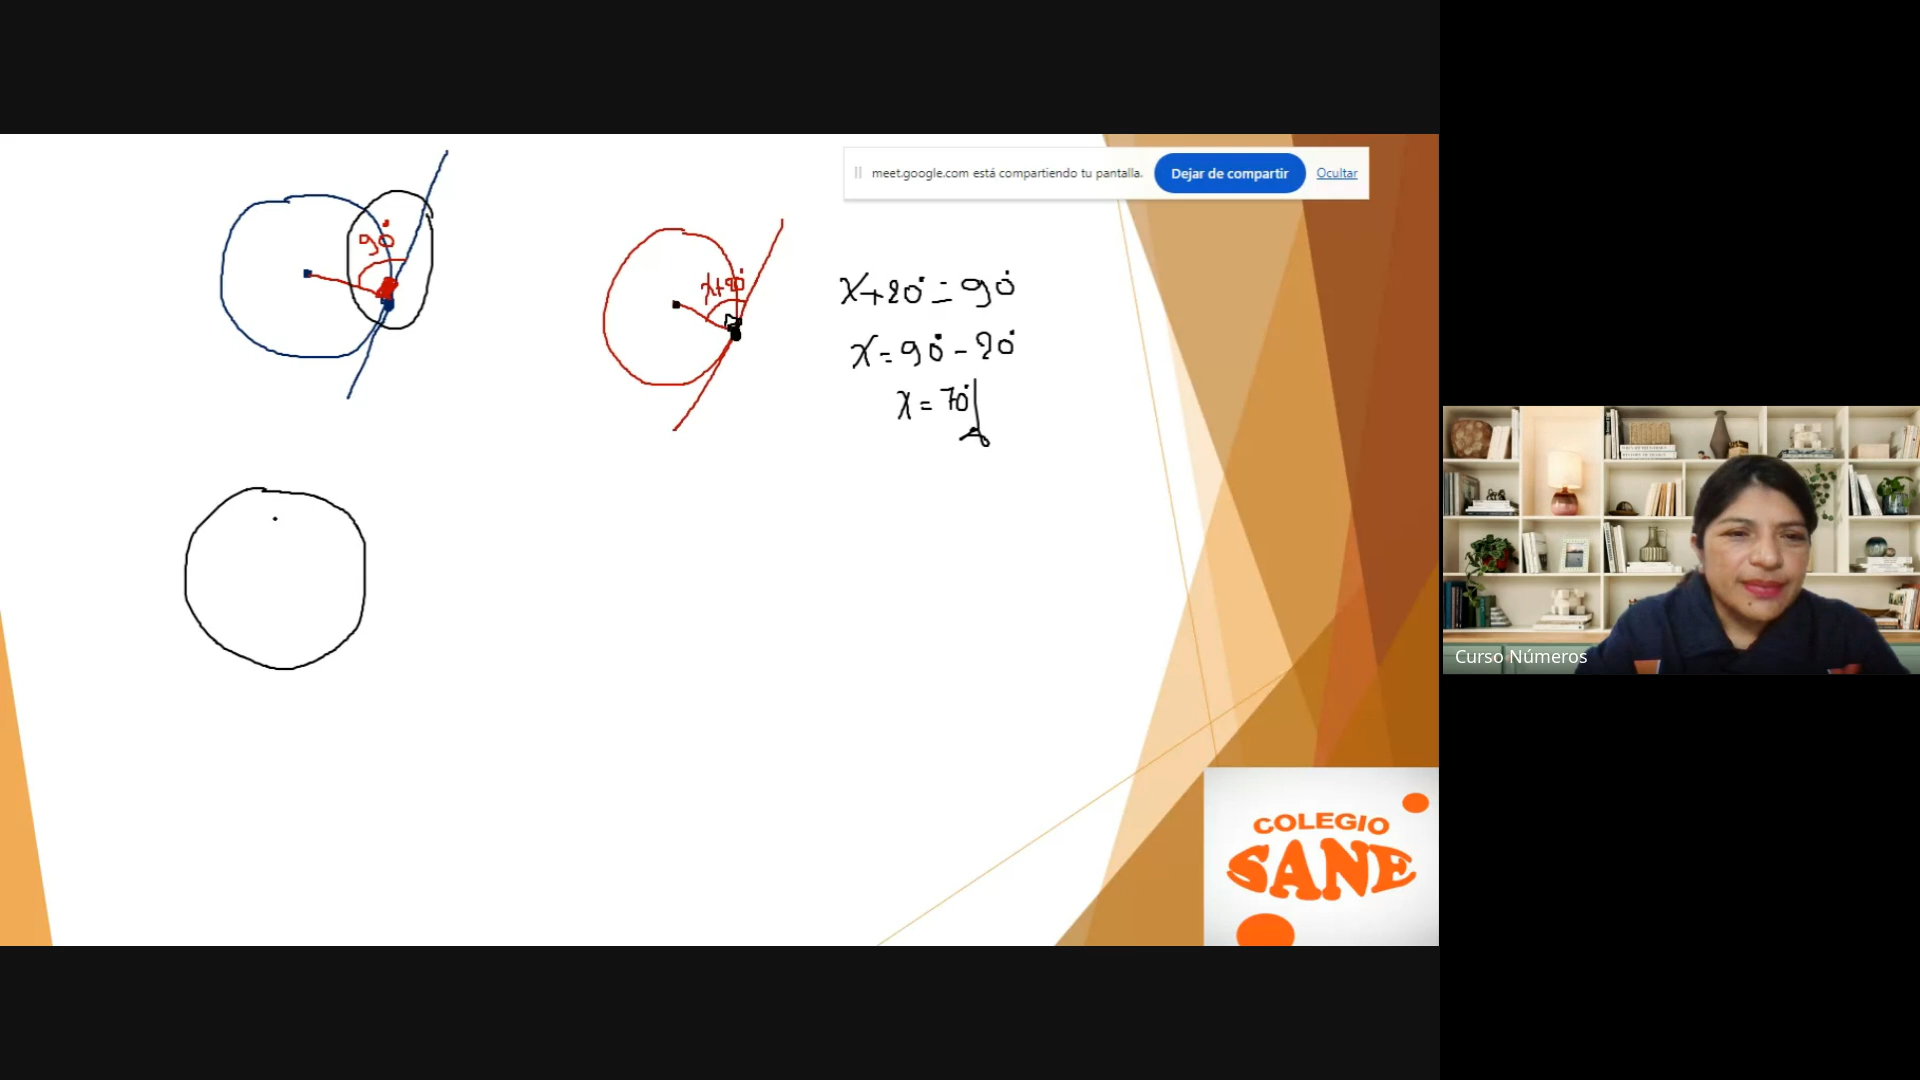 meet.google.com está compartiendo tu pantalla.
Dejar de compartir
Ocultar
90°
x+20°
x+20°=90°
x=90°-20°
x=70°
COLEGIO
SANE
Curso Números